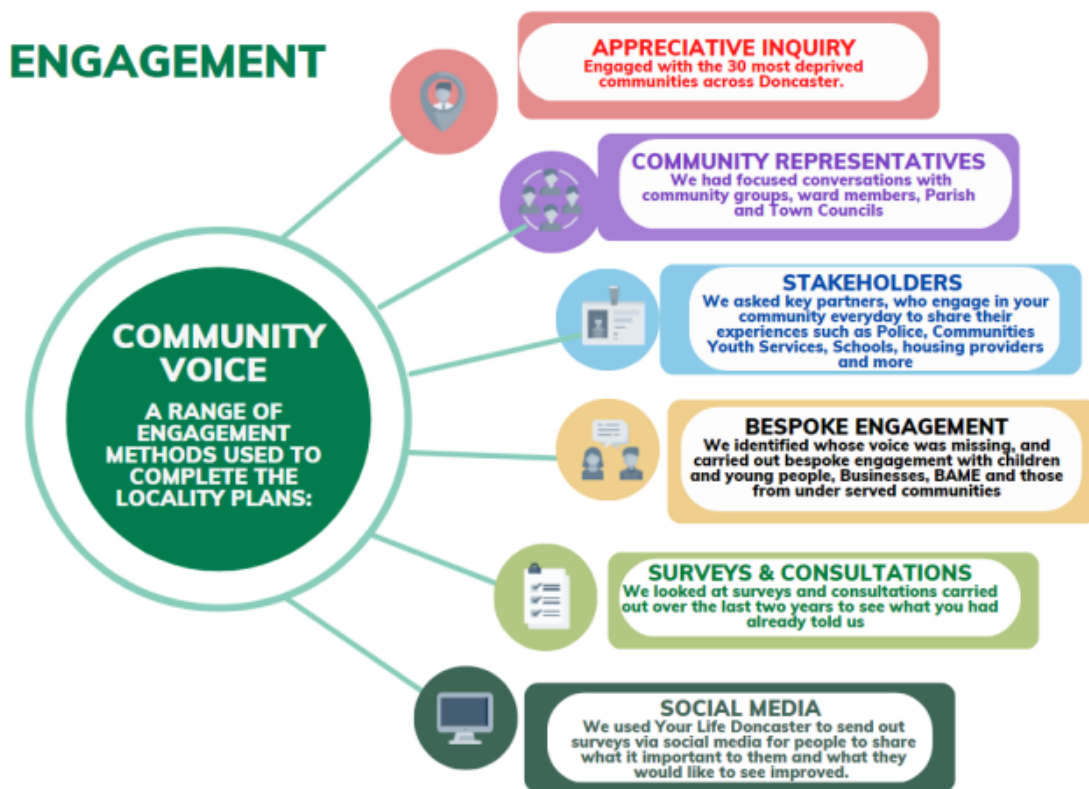 ENGAGEMENT
APPRECIATIVE INQUIRY
Engaged with the 30 most deprived
communities across Doncaster.
COMMUNITY REPRESENTATIVES
We had focused conversations with
community groups, ward members, Parish
and Town Councils
STAKEHOLDERS
We asked key partners, who engage in your
community everyday to share their
experiences such as Police, Communities
Youth Services, Schools, housing providers
and more
COMMUNITY
VOICE
A RANGE OF
ENGAGEMENT
METHODS USED TO
COMPLETE THE
LOCALITY PLANS:
BESPOKE ENGAGEMENT
We identified whose voice was missing, and
carried out bespoke engagement with children
and young people, Businesses, BAME and those
from under served communities
SURVEYS & CONSULTATIONS
We looked at surveys and consultations carried
out over the last two years to see what you had
already told us
SOCIAL MEDIA
We used Your Life Doncaster to send out
surveys via social media for people to share
what it important to them and what they
would like to see improved.